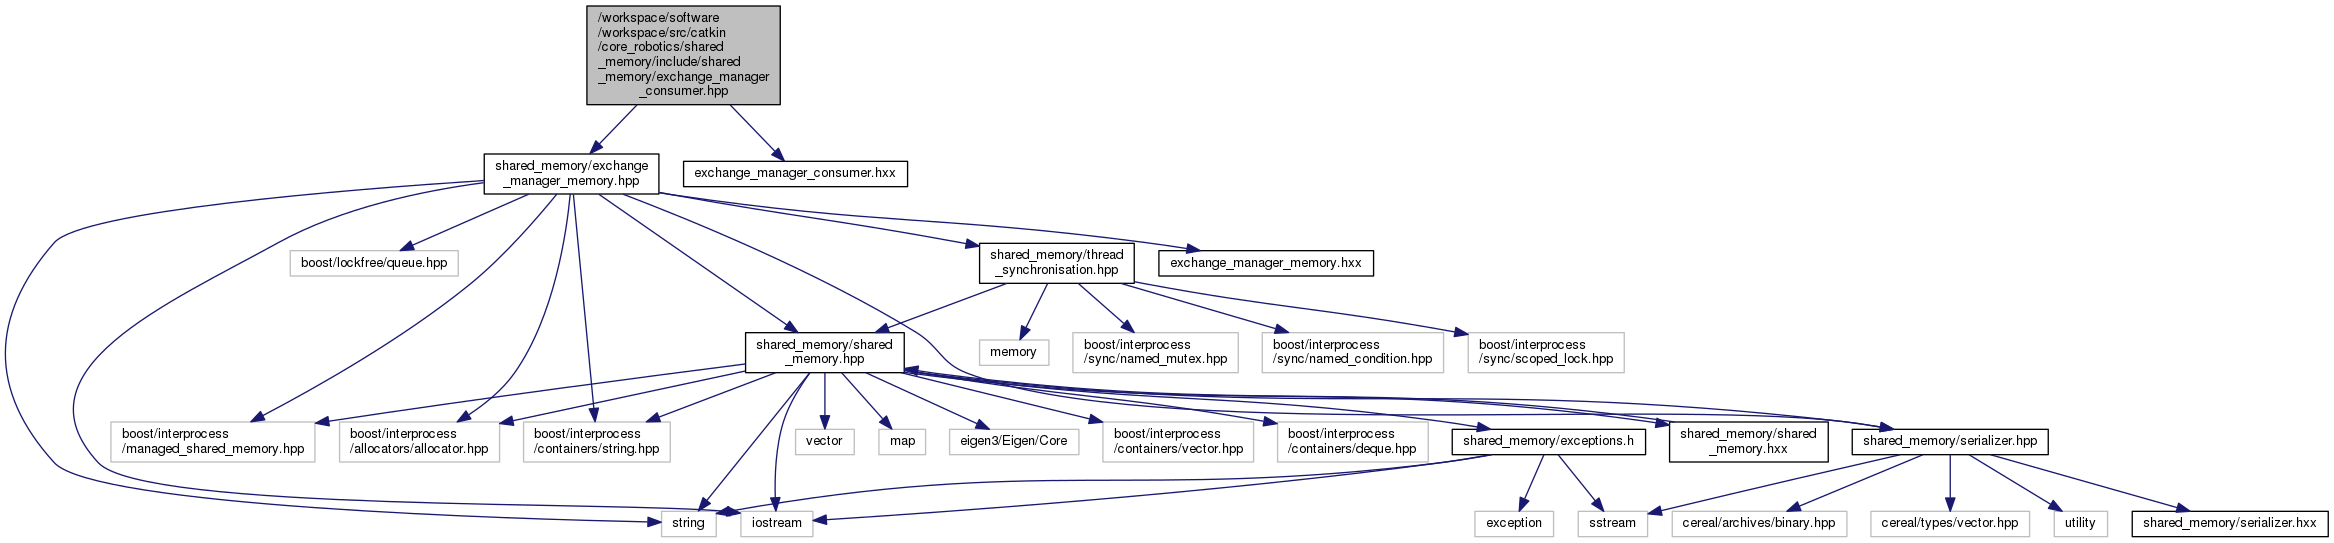 /workspace/software
/workspace/src/catkin
/core_robotics/shared
_memory/include/shared
_memory/exchange_manager
_consumer.hpp
shared_memory/exchange
_manager_memory.hpp
exchange_manager_consumer.hxx
boost/lockfree/queue.hpp
shared_memory/thread
_synchronisation.hpp
exchange_manager_memory.hxx
shared_memory/shared
_memory.hpp
memory
boost/interprocess
/sync/named_mutex.hpp
boost/interprocess
/sync/named_condition.hpp
boost/interprocess
/sync/scoped_lock.hpp
boost/interprocess
/managed_shared_memory.hpp
boost/interprocess
/allocators/allocator.hpp
boost/interprocess
/containers/string.hpp
vector
map
eigen3/Eigen/Core
boost/interprocess
/containers/vector.hpp
boost/interprocess
/containers/deque.hpp
shared_memory/exceptions.h
shared_memory/shared
_memory.hxx
shared_memory/serializer.hpp
string
iostream
exception
sstream
cereal/archives/binary.hpp
cereal/types/vector.hpp
utility
shared_memory/serializer.hxx